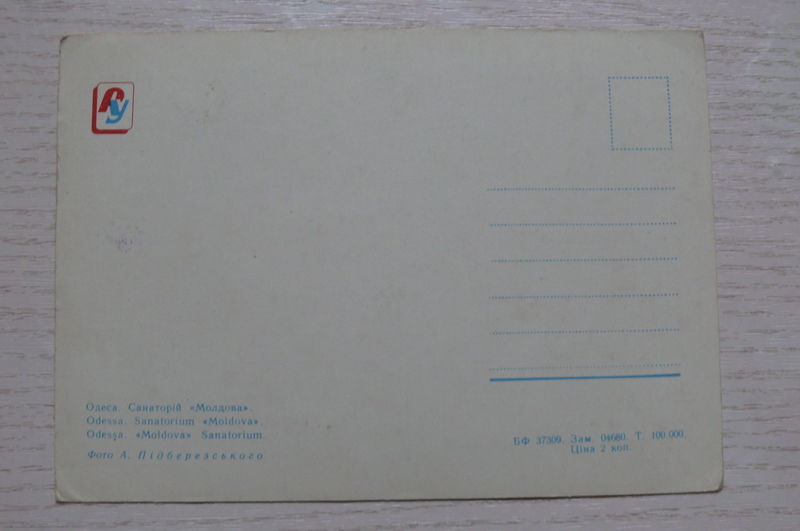 РУ
Одеса. Санаторій «Молдова».
Odessa. Sanatorium «Moldova».
Odessa. «Moldova» Sanatorium.
Фото А. Підберезського
БФ 37309. Зам. 04680. Т. 100.000.
Ціна 2 коп.